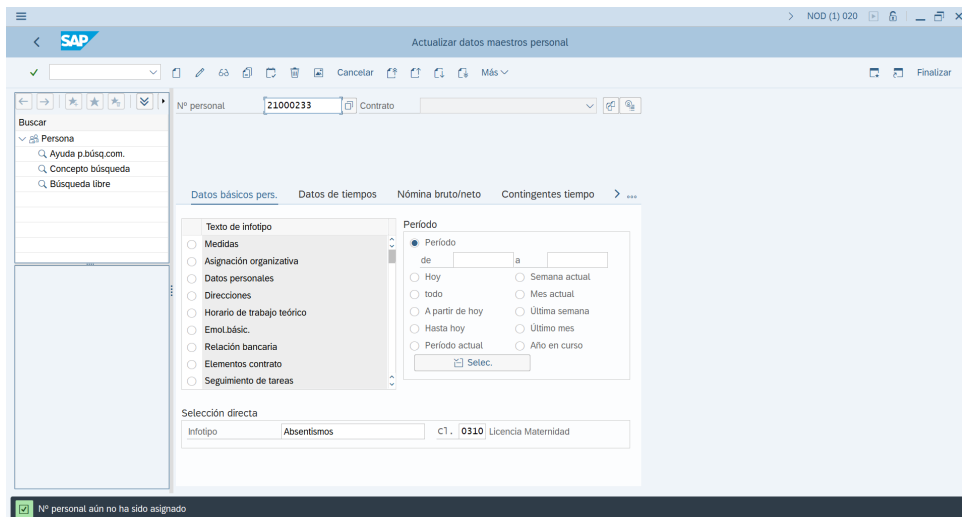 NOD (1) 020
SAP
Actualizar datos maestros personal
Cancelar
Más
Finalizar
Nº personal 21000233 Contrato
Buscar
Persona
Ayuda p.búsq.com.
Concepto búsqueda
Búsqueda libre
Datos básicos pers. Datos de tiempos Nómina bruto/neto Contingentes tiempo
Texto de infotipo
Medidas
Asignación organizativa
Datos personales
Direcciones
Horario de trabajo teórico
Emol.básic.
Relación bancaria
Elementos contrato
Seguimiento de tareas
Período
Período
de a
Hoy Semana actual
todo Mes actual
A partir de hoy Última semana
Hasta hoy Último mes
Período actual Año en curso
Selec.
Selección directa
Infotipo Absentismos Cl. 0310 Licencia Maternidad
Nº personal aún no ha sido asignado